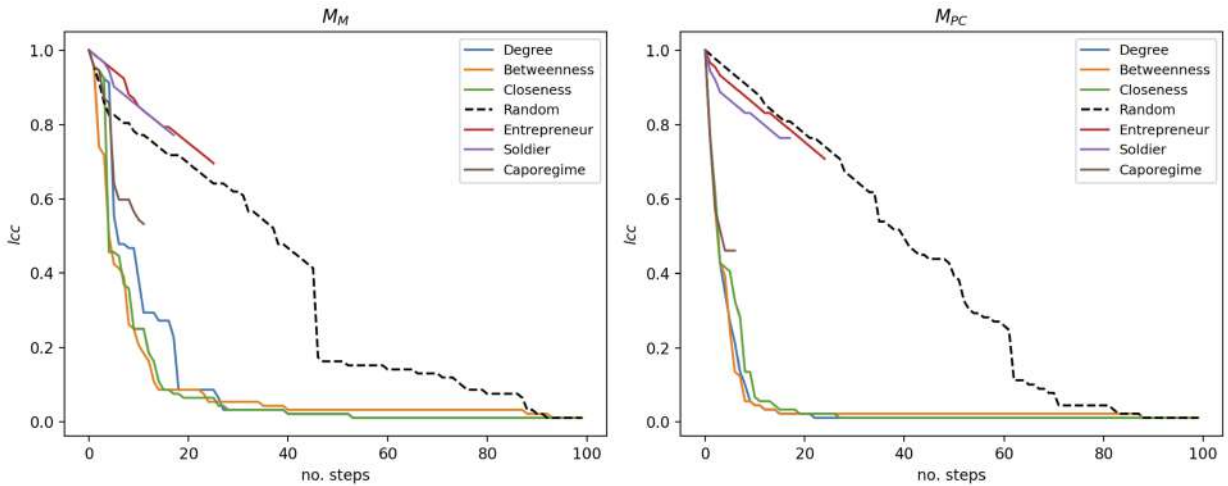 M_M
1.0
0.8
0.6
0.4
0.2
0.0
lcc
0 20 40 60 80 100
no. steps
Degree
Betweenness
Closeness
Random
Entrepreneur
Soldier
Caporegime
M_PC
1.0
0.8
0.6
0.4
0.2
0.0
lcc
0 20 40 60 80 100
no. steps
Degree
Betweenness
Closeness
Random
Entrepreneur
Soldier
Caporegime